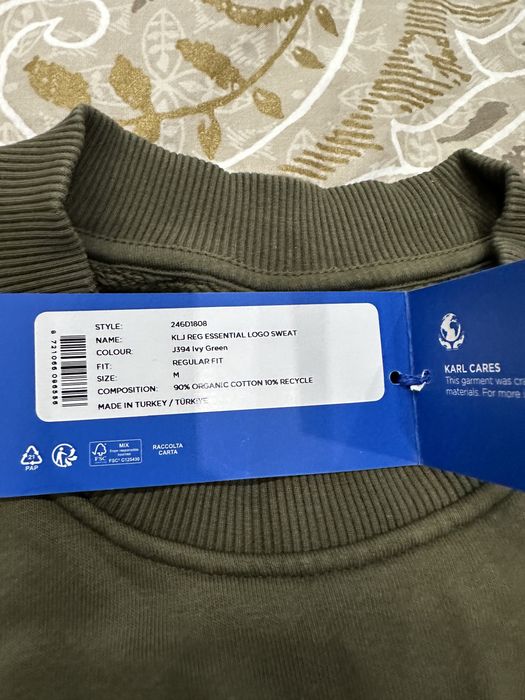 STYLE: 246D1808
NAME: KLJ REG ESSENTIAL LOGO SWEAT
COLOUR: J394 Ivy Green
FIT: REGULAR FIT
SIZE: M
COMPOSITION: 90% ORGANIC COTTON 10% RECYCLE
MADE IN TURKEY / TÜRKİYE
PAP
FSC
MIX
FSC® C125430
RACCOLTA
CARTA
KARL CARES
This garment was cra
materials. For more